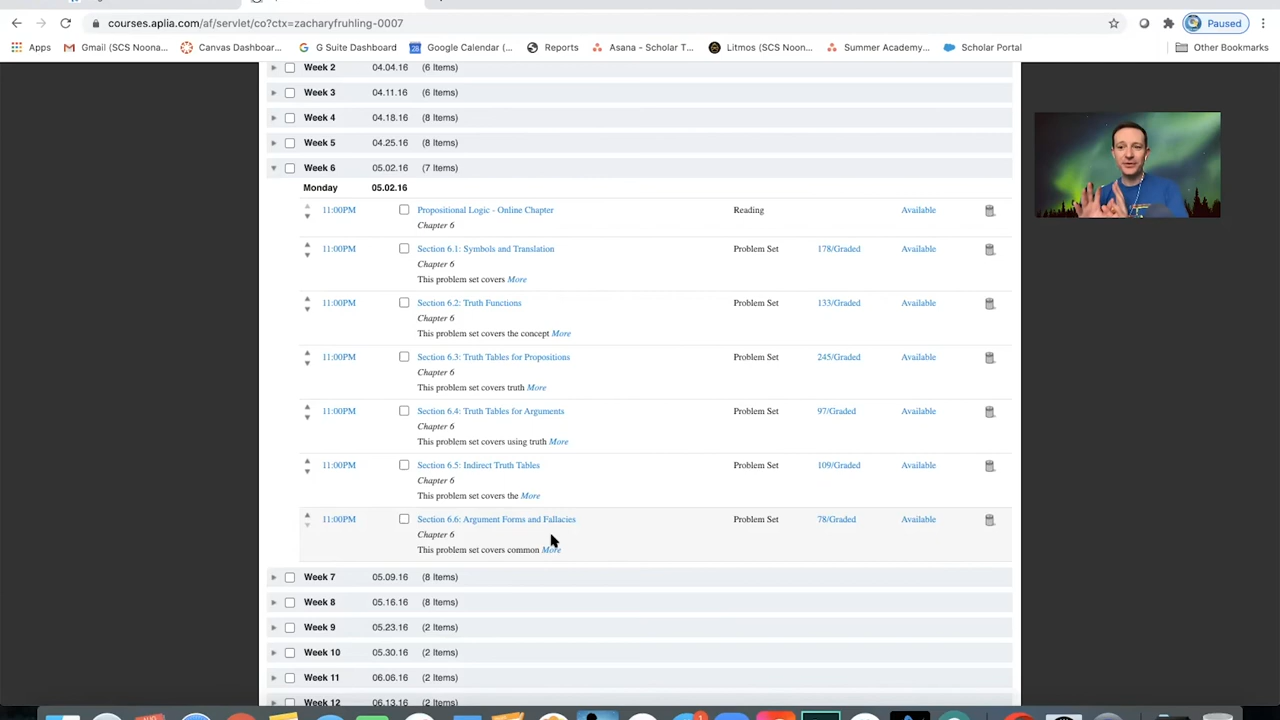 courses.aplia.com/af/servlet/co?ctx=zacharyfruhling-0007
Paused
Apps
Gmail (SCS Noona...
Canvas Dashboar...
G Suite Dashboard
28
Google Calendar (...
Reports
Asana - Scholar T...
Litmos (SCS Noon...
Summer Academy...
Scholar Portal
Other Bookmarks
Week 2 04.04.16 (6 Items)
Week 3 04.11.16 (6 Items)
Week 4 04.18.16 (8 Items)
Week 5 04.25.16 (8 Items)
Week 6 05.02.16 (7 Items)
Monday 05.02.16
11:00PM Propositional Logic - Online Chapter Reading Available
Chapter 6
11:00PM Section 6.1: Symbols and Translation Problem Set 178/Graded Available
Chapter 6
This problem set covers More
11:00PM Section 6.2: Truth Functions Problem Set 133/Graded Available
Chapter 6
This problem set covers the concept More
11:00PM Section 6.3: Truth Tables for Propositions Problem Set 245/Graded Available
Chapter 6
This problem set covers truth More
11:00PM Section 6.4: Truth Tables for Arguments Problem Set 97/Graded Available
Chapter 6
This problem set covers using truth More
11:00PM Section 6.5: Indirect Truth Tables Problem Set 109/Graded Available
Chapter 6
This problem set covers the More
11:00PM Section 6.6: Argument Forms and Fallacies Problem Set 78/Graded Available
Chapter 6
This problem set covers common More
Week 7 05.09.16 (8 Items)
Week 8 05.16.16 (8 Items)
Week 9 05.23.16 (2 Items)
Week 10 05.30.16 (2 Items)
Week 11 06.06.16 (2 Items)
Week 12 06.13.16 (2 Items)